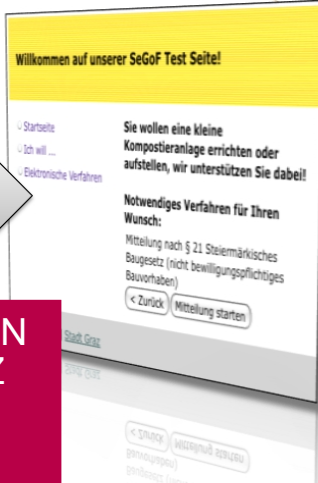 Willkommen auf unserer SeGoF Test Seite!
Startseite
Ich will ...
Elektronische Verfahren
Sie wollen eine kleine
Kompostieranlage errichten oder
aufstellen, wir unterstützen Sie dabei!
Notwendiges Verfahren für Ihren
Wunsch:
Mitteilung nach § 21 Steiermärkisches
Baugesetz (nicht bewilligungspflichtiges
Bauvorhaben)
< Zurück Mitteilung starten
Stadt Graz
N
Z